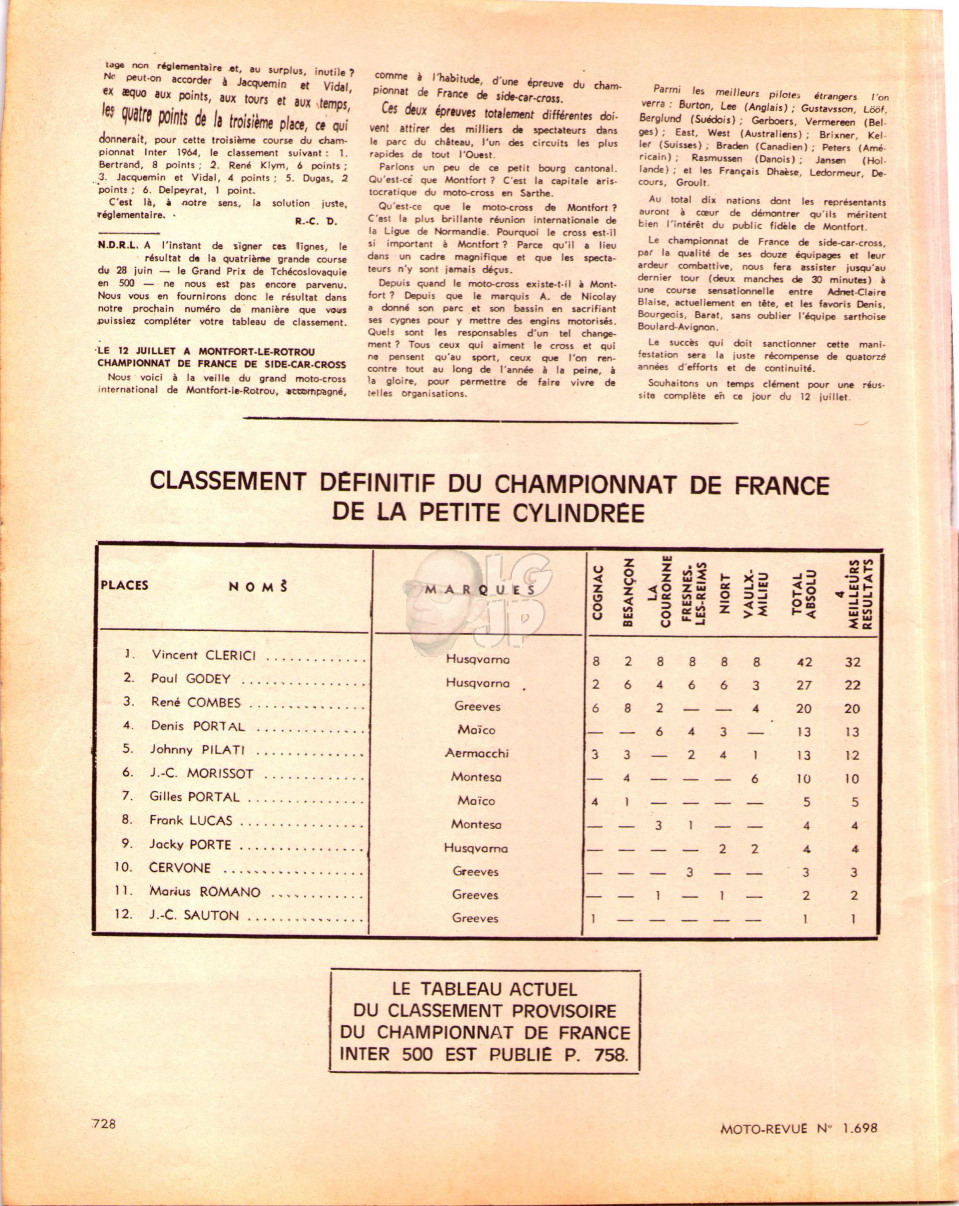 tage non réglementaire et, au surplus, inutile ?
Ne peut-on accorder à Jacquemin et Vidal,
ex æquo aux points, aux tours et aux temps,
les quatre points de la troisième place, ce qui
donnerait, pour cette troisième course du cham-
pionnat Inter 1964, le classement suivant : 1.
Bertrand, 8 points ; 2. René Klym, 6 points ;
3. Jacquemin et Vidal, 4 points ; 5. Dugas, 2
points ; 6. Delpeyrat, 1 point.
C'est là, à notre sens, la solution juste,
réglementaire.
R.-C. D.
N.D.R.L. A l'instant de signer ces lignes, le
résultat de la quatrième grande course
du 28 juin — le Grand Prix de Tchécoslovaquie
en 500 — ne nous est pas encore parvenu.
Nous vous en fournirons donc le résultat dans
notre prochain numéro de manière que vous
puissiez compléter votre tableau de classement.
LE 12 JUILLET A MONTFORT-LE-ROTROU
CHAMPIONNAT DE FRANCE DE SIDE-CAR-CROSS
Nous voici à la veille du grand moto-cross
international de Montfort-le-Rotrou, accompagné,
comme à l'habitude, d'une épreuve du cham-
pionnat de France de side-car-cross.
Ces deux épreuves totalement différentes doi-
vent attirer des milliers de spectateurs dans
le parc du château, l'un des circuits les plus
rapides de tout l'Ouest.
Parlons un peu de ce petit bourg cantonal.
Qu'est-ce que Montfort ? C'est la capitale aris-
tocratique du moto-cross en Sarthe.
Qu'est-ce que le moto-cross de Montfort ?
C'est la plus brillante réunion internationale de
la Ligue de Normandie. Pourquoi le cross est-il
si important à Montfort ? Parce qu'il a lieu
dans un cadre magnifique et que les specta-
teurs n'y sont jamais déçus.
Depuis quand le moto-cross existe-t-il à Mont-
fort ? Depuis que le marquis A. de Nicolay
a donné son parc et son bassin en sacrifiant
ses cygnes pour y mettre des engins motorisés.
Quels sont les responsables d'un tel change-
ment ? Tous ceux qui aiment le cross et qui
ne pensent qu'au sport, ceux que l'on ren-
contre tout au long de l'année à la peine, à
la gloire, pour permettre de faire vivre de
telles organisations.
Parmi les meilleurs pilotes étrangers l'on
verra : Burton, Lee (Anglais) ; Gustavsson, Lööf,
Berglund (Suédois) ; Gerboers, Vermereen (Bel-
ges) ; East, West (Australiens) ; Brixner, Kel-
ler (Suisses) ; Braden (Canadien) ; Peters (Amé-
ricain) ; Rasmussen (Danois) ; Jansen (Hol-
lande) ; et les Français Dhaèse, Ledormeur, De-
cours, Groult.
Au total dix nations dont les représentants
auront à cœur de démontrer qu'ils méritent
bien l'intérêt du public fidèle de Montfort.
Le championnat de France de side-car-cross,
par la qualité de ses douze équipages et leur
ardeur combattive, nous fera assister jusqu'au
dernier tour (deux manches de 30 minutes) à
une course sensationnelle entre Adnet-Claire
Blaise, actuellement en tête, et les favoris Denis,
Bourgeois, Barat, sans oublier l'équipe sarthoise
Boulard-Avignon.
Le succès qui doit sanctionner cette mani-
festation sera la juste récompense de quatorze
années d'efforts et de continuité.
Souhaitons un temps clément pour une réus-
site complète en ce jour du 12 juillet.
CLASSEMENT DÉFINITIF DU CHAMPIONNAT DE FRANCE
DE LA PETITE CYLINDRÉE
PLACES NOMS MARQUES COGNAC BESANÇON LA COURONNE FRESNES-LES-REIMS NIORT VAULX-MILIEU TOTAL ABSOLU 4 MEILLEURS RESULTATS
1. Vincent CLERICI ............. Husqvarna 8 2 8 8 8 8 42 32
2. Paul GODEY ................ Husqvarna 2 6 4 6 6 3 27 22
3. René COMBES ............... Greeves 6 8 2 — — 4 20 20
4. Denis PORTAL ............... Maïco — — 6 4 3 — 13 13
5. Johnny PILATI .............. Aermacchi 3 3 — 2 4 1 13 12
6. J.-C. MORISSOT ............. Montesa — 4 — — — 6 10 10
7. Gilles PORTAL ............... Maïco 4 1 — — — — 5 5
8. Frank LUCAS ................ Montesa — — 3 1 — — 4 4
9. Jacky PORTE ................ Husqvarna — — — — 2 2 4 4
10. CERVONE .................. Greeves — — — 3 — — 3 3
11. Marius ROMANO ............ Greeves — — 1 — 1 — 2 2
12. J.-C. SAUTON ............... Greeves 1 — — — — — 1 1
LG
JP
LE TABLEAU ACTUEL
DU CLASSEMENT PROVISOIRE
DU CHAMPIONNAT DE FRANCE
INTER 500 EST PUBLIÉ P. 758.
728
MOTO-REVUE N° 1.698